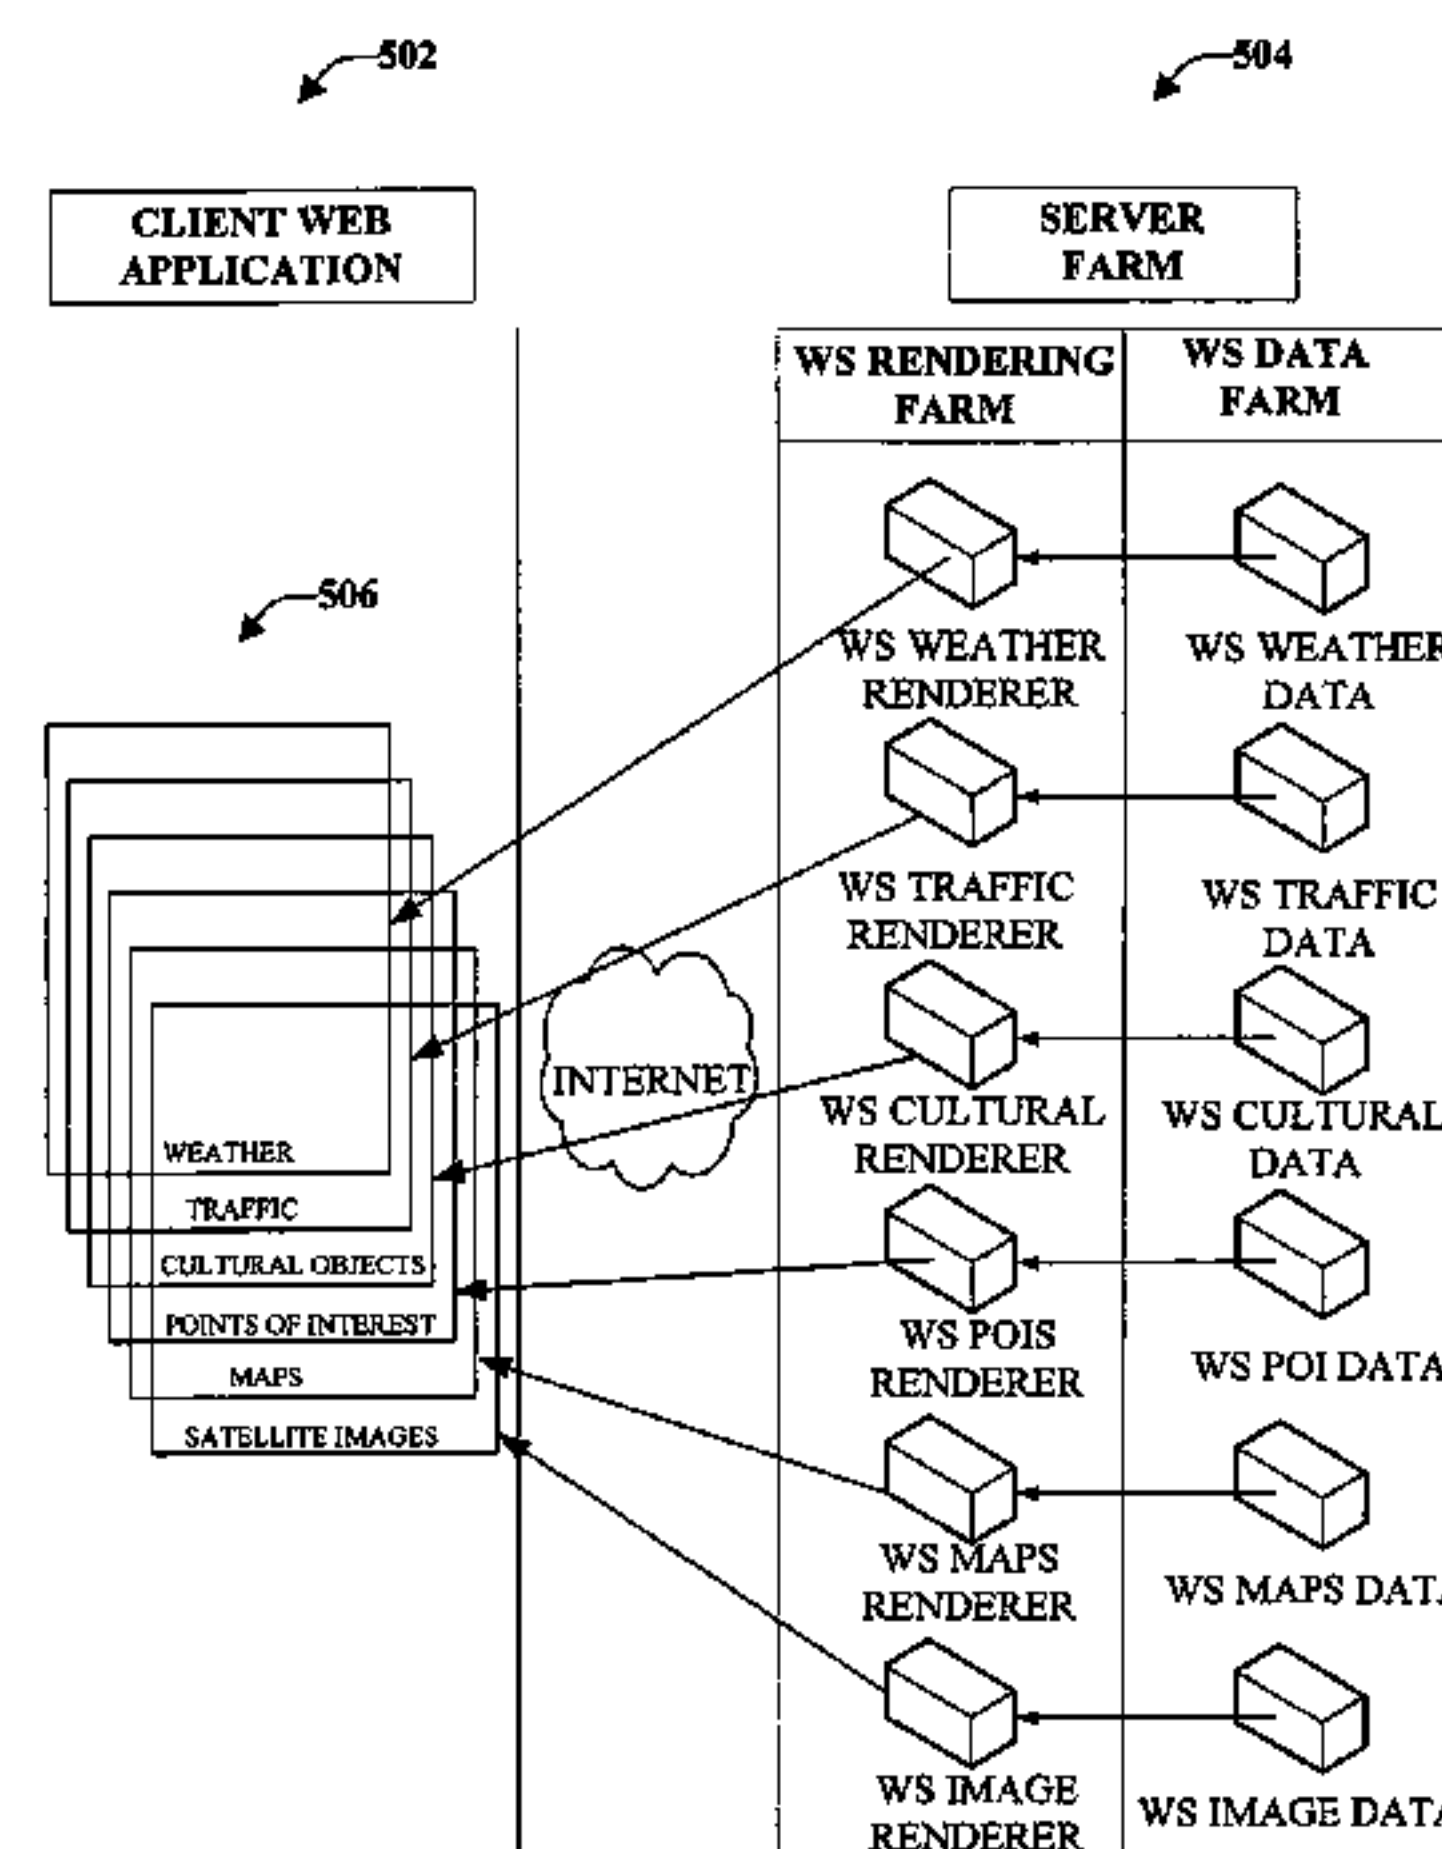 502
504
CLIENT WEB
APPLICATION
SERVER
FARM
WS RENDERING
FARM
WS DATA
FARM
506
WS WEATHER
RENDERER
WS WEATHER
DATA
WS TRAFFIC
RENDERER
WS TRAFFIC
DATA
INTERNET
WS CULTURAL
RENDERER
WS CULTURAL
DATA
WEATHER
TRAFFIC
CULTURAL OBJECTS
POINTS OF INTEREST
MAPS
SATELLITE IMAGES
WS POIS
RENDERER
WS POI DATA
WS MAPS
RENDERER
WS MAPS DATA
WS IMAGE
RENDERER
WS IMAGE DATA